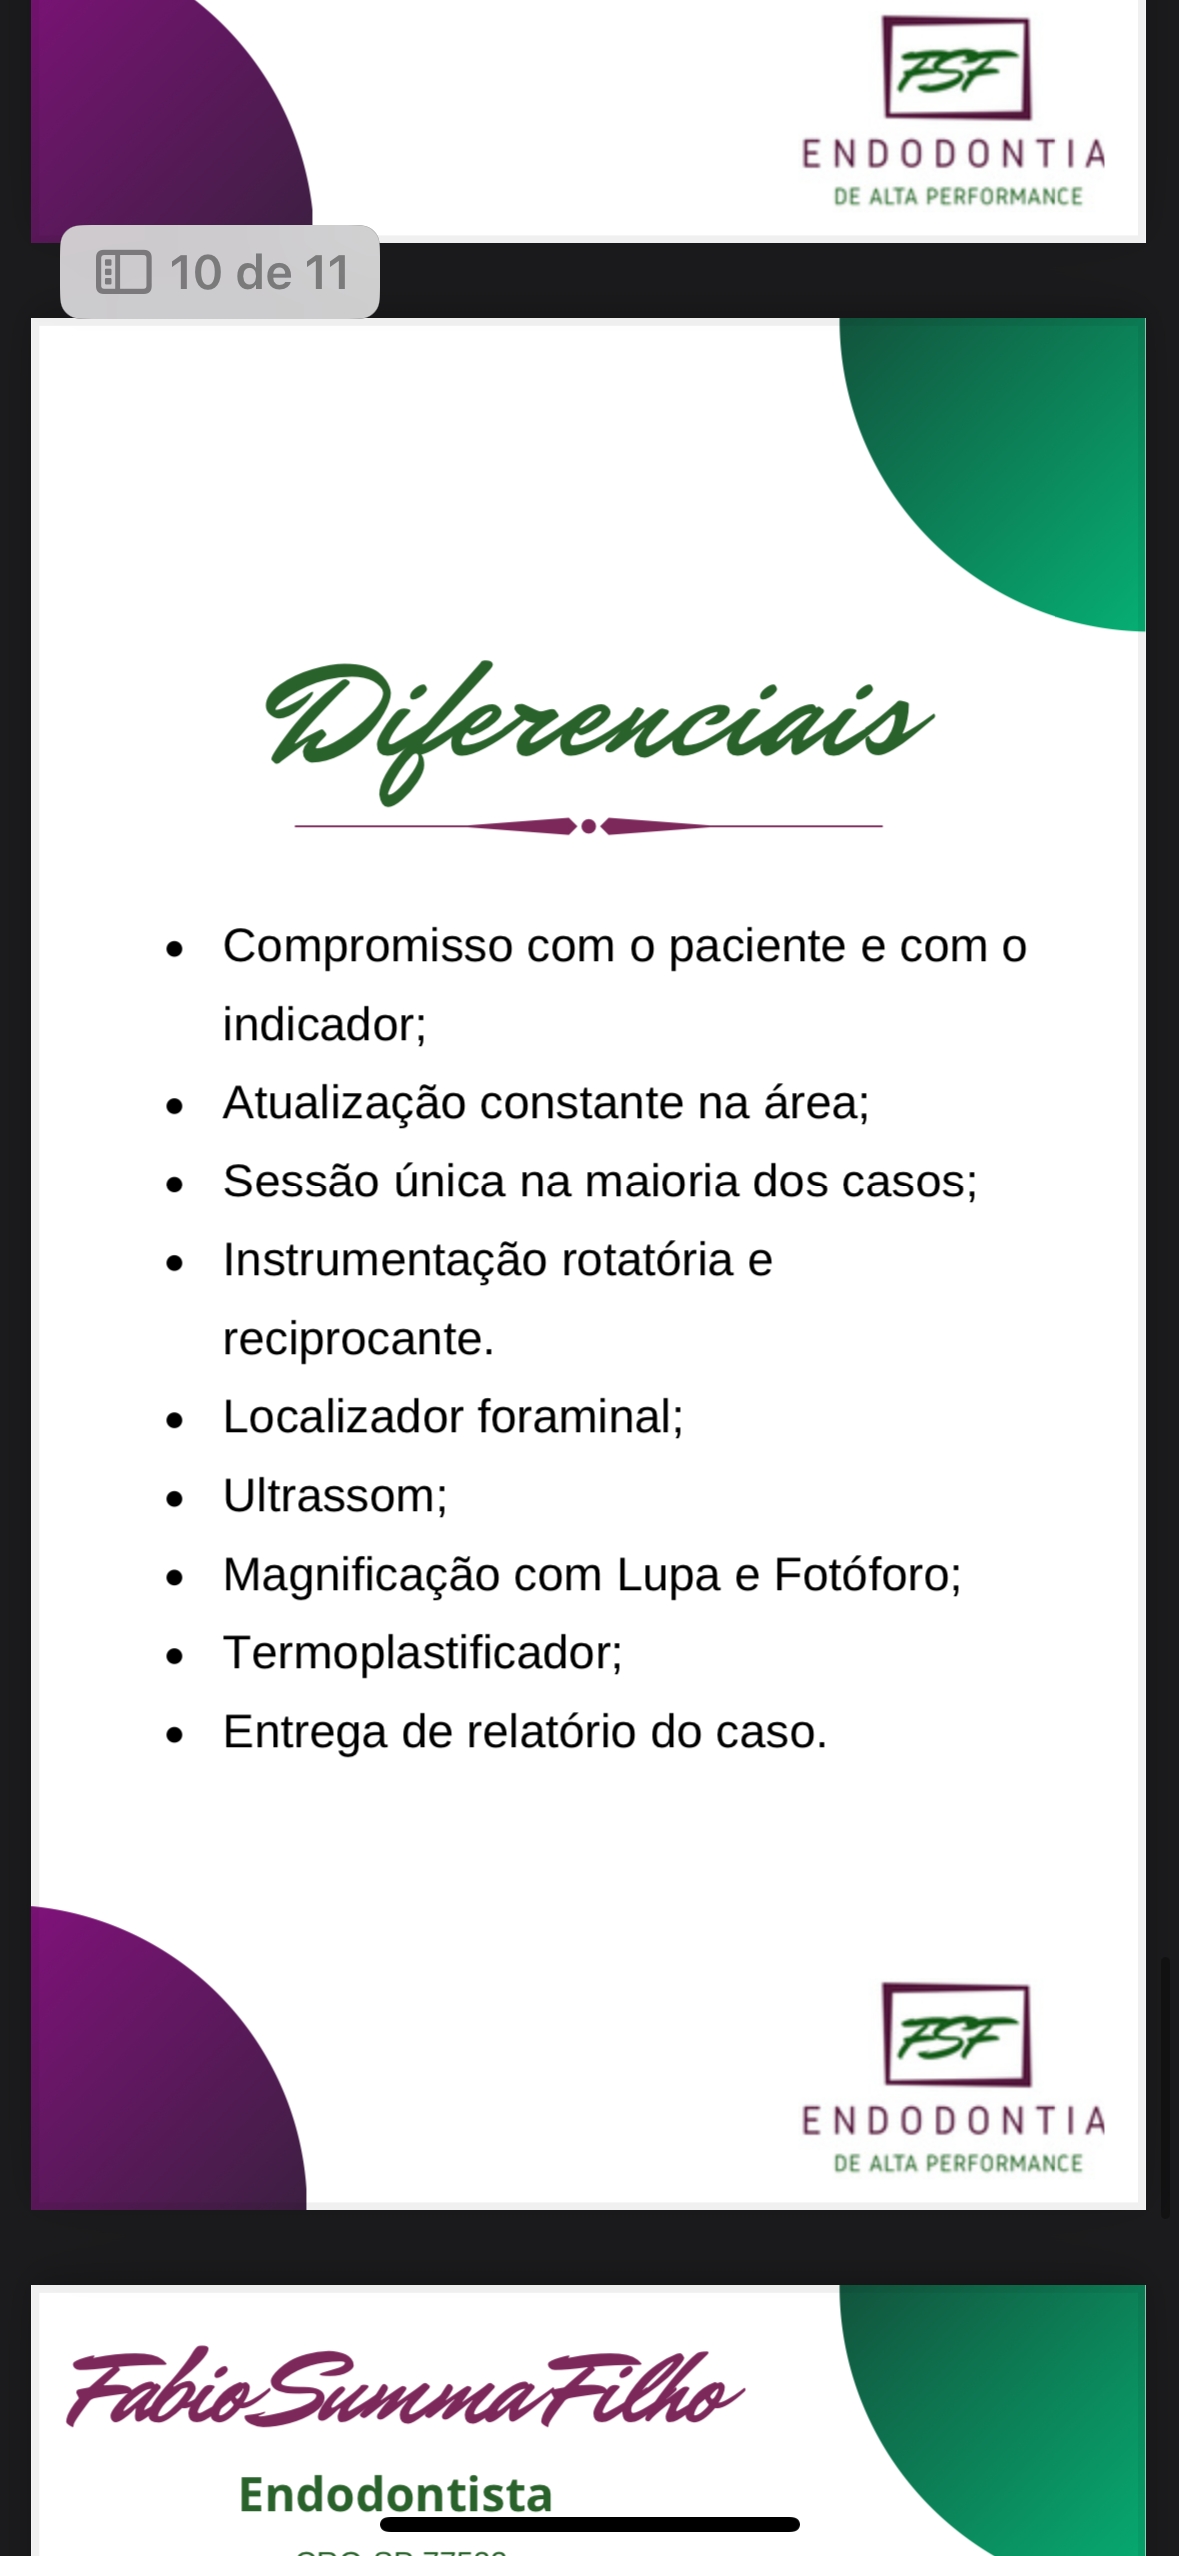 FSF
ENDODONTIA
DE ALTA PERFORMANCE
10 de 11
Diferenciais
• Compromisso com o paciente e com o
indicador;
• Atualização constante na área;
• Sessão única na maioria dos casos;
• Instrumentação rotatória e
reciprocante.
• Localizador foraminal;
• Ultrassom;
• Magnificação com Lupa e Fotóforo;
• Termoplastificador;
• Entrega de relatório do caso.
FSF
ENDODONTIA
DE ALTA PERFORMANCE
Fabio Summa Filho
Endodontista